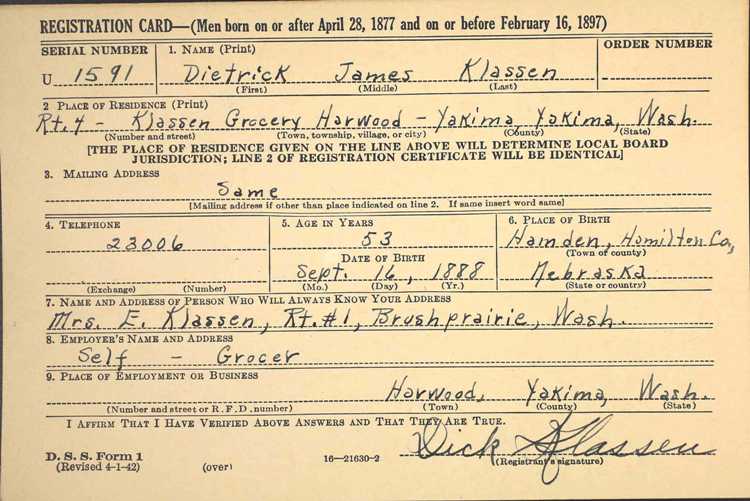 REGISTRATION CARD—(Men born on or after April 28, 1877 and on or before February 16, 1897)
SERIAL NUMBER 1. NAME (Print) ORDER NUMBER
U 1591 Dietrick James Klassen
(First) (Middle) (Last)
2 PLACE OF RESIDENCE (Print)
Rt. 4 - Klassen Grocery Harwood - Yakima Yakima, Wash.
(Number and street) (Town, township, village, or city) (County) (State)
[THE PLACE OF RESIDENCE GIVEN ON THE LINE ABOVE WILL DETERMINE LOCAL BOARD
JURISDICTION; LINE 2 OF REGISTRATION CERTIFICATE WILL BE IDENTICAL]
3. MAILING ADDRESS
Same
[Mailing address if other than place indicated on line 2. If same insert word same]
4. TELEPHONE 5. AGE IN YEARS 6. PLACE OF BIRTH
23006 53 Hamden, Hamilton Co,
DATE OF BIRTH (Town or county)
Sept. 16, 1888 Nebraska
(Exchange) (Number) (Mo.) (Day) (Yr.) (State or country)
7. NAME AND ADDRESS OF PERSON WHO WILL ALWAYS KNOW YOUR ADDRESS
Mrs. E. Klassen, Rt. #1, Brushprairie, Wash.
8. EMPLOYER'S NAME AND ADDRESS
Self - Grocer
9. PLACE OF EMPLOYMENT OR BUSINESS
Harwood, Yakima, Wash.
(Number and street or R. F. D. number) (Town) (County) (State)
I AFFIRM THAT I HAVE VERIFIED ABOVE ANSWERS AND THAT THEY ARE TRUE.
Dick Klassen
D. S. S. Form 1
(Revised 4-1-42) (over) 16—21630-2 (Registrant's signature)